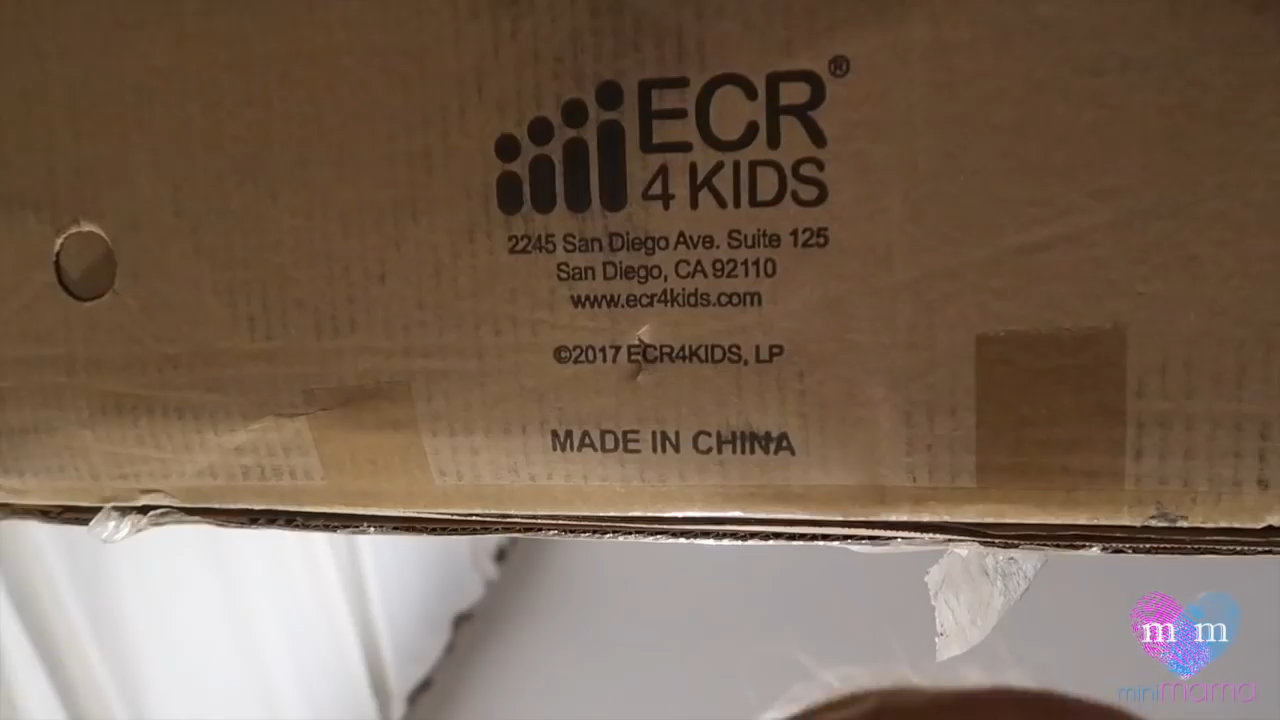 ECR®
4 KIDS
2245 San Diego Ave. Suite 125
San Diego, CA 92110
www.ecr4kids.com
©2017 ECR4KIDS, LP
MADE IN CHINA
m m
minimama